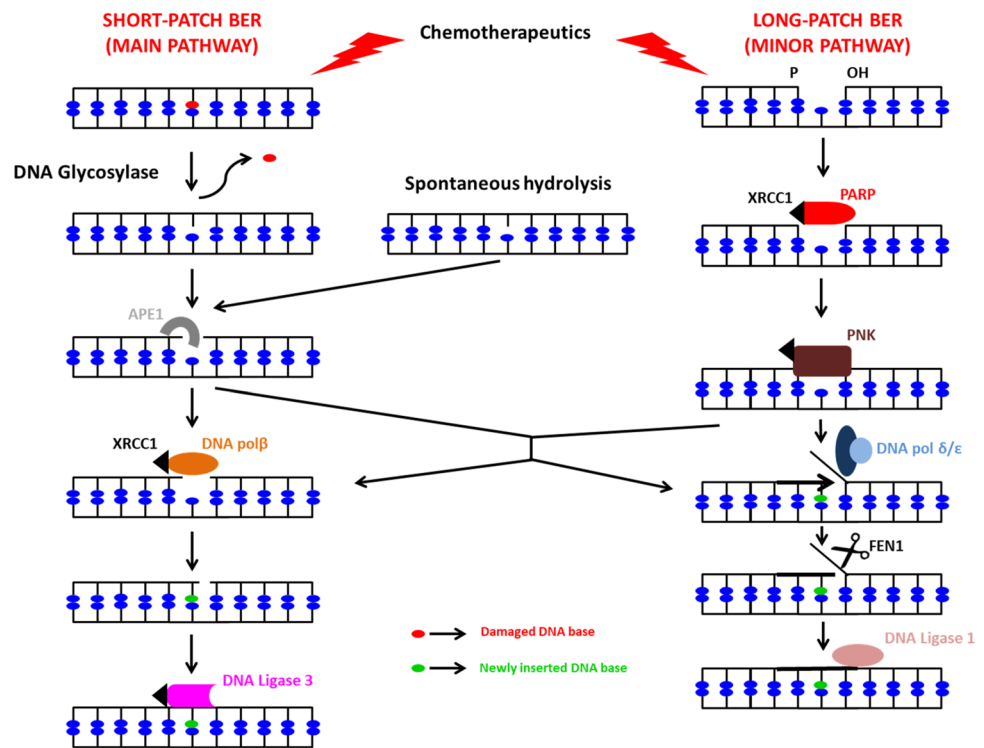 SHORT-PATCH BER
(MAIN PATHWAY)
Chemotherapeutics
LONG-PATCH BER
(MINOR PATHWAY)
P OH
DNA Glycosylase
Spontaneous hydrolysis
XRCC1 PARP
APE1
PNK
XRCC1 DNA polβ
DNA pol δ/ε
FEN1
Damaged DNA base
Newly inserted DNA base
DNA Ligase 1
DNA Ligase 3